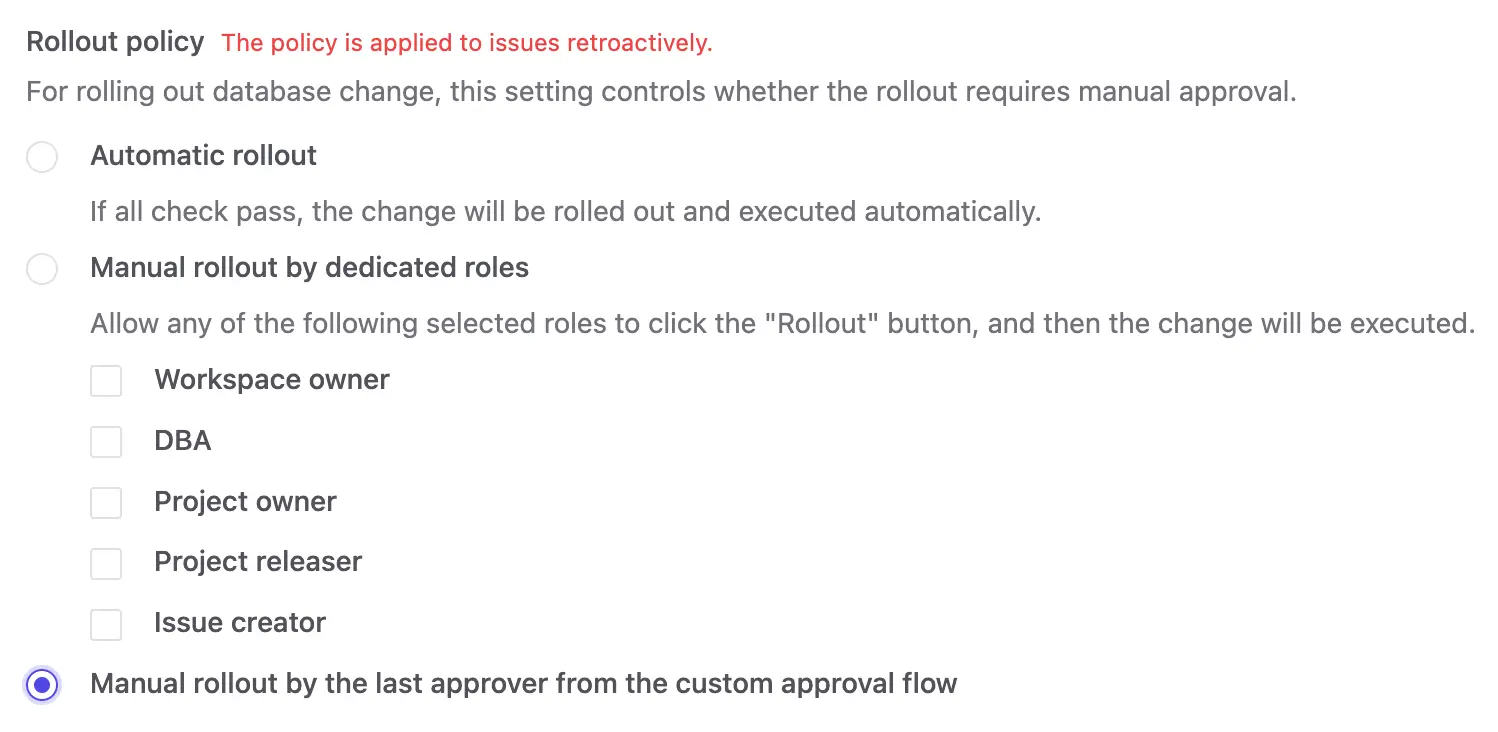 Rollout policy The policy is applied to issues retroactively.
For rolling out database change, this setting controls whether the rollout requires manual approval.
Automatic rollout
If all check pass, the change will be rolled out and executed automatically.
Manual rollout by dedicated roles
Allow any of the following selected roles to click the "Rollout" button, and then the change will be executed.
Workspace owner
DBA
Project owner
Project releaser
Issue creator
Manual rollout by the last approver from the custom approval flow